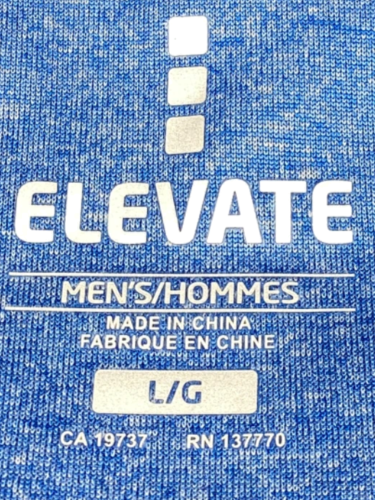 ELEVATE
MEN'S/HOMMES
MADE IN CHINA
FABRIQUE EN CHINE
L/G
CA 19737 RN 137770